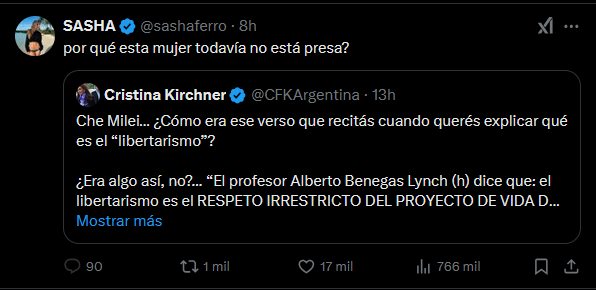 SASHA @sashaferro · 8h
por qué esta mujer todavía no está presa?
Cristina Kirchner @CFKArgentina · 13h
Che Milei... ¿Cómo era ese verso que recitás cuando querés explicar qué
es el “libertarismo”?
¿Era algo así, no?... “El profesor Alberto Benegas Lynch (h) dice que: el
libertarismo es el RESPETO IRRESTRICTO DEL PROYECTO DE VIDA D...
Mostrar más
90 1 mil 17 mil 766 mil